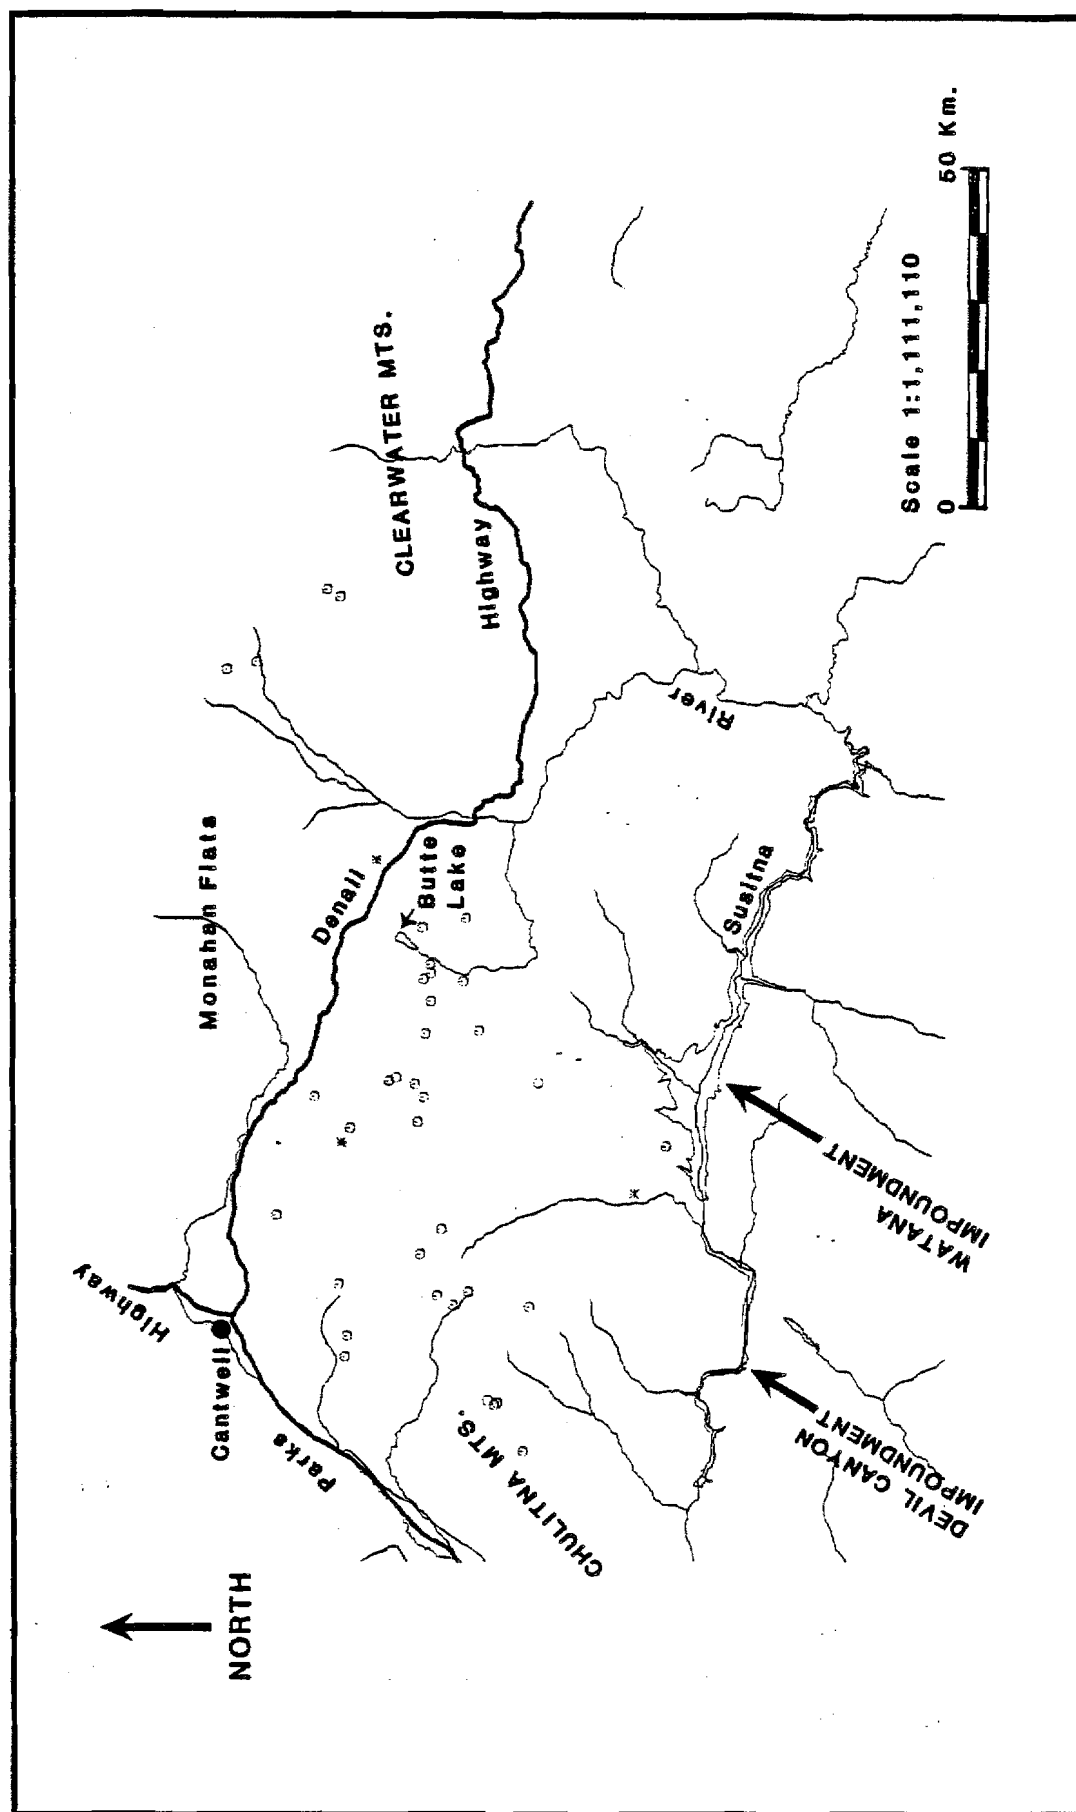 NORTH
Highway
Cantwell
Parks
Monahan Flats
Denali
Butte
Lake
CLEARWATER MTS.
Highway
CHULITNA MTS.
River
Susitna
WATANA
IMPOUNDMENT
DEVIL CANYON
IMPOUNDMENT
Scale 1:1,111,110
0 50 Km.